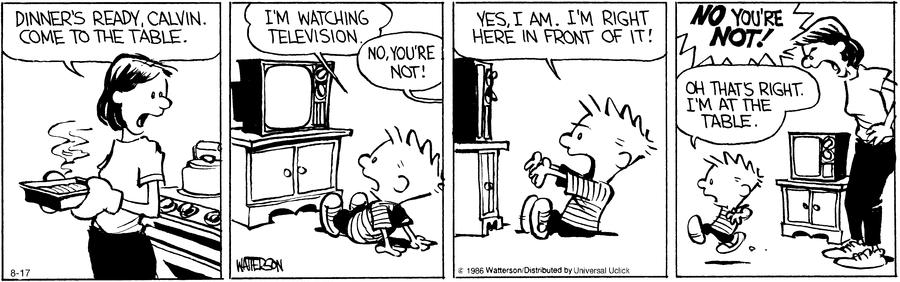 DINNER'S READY, CALVIN.
COME TO THE TABLE.
8-17
I'M WATCHING
TELEVISION.
NO, YOU'RE
NOT!
WATTERSON
YES, I AM. I'M RIGHT
HERE IN FRONT OF IT!
© 1986 Watterson/Distributed by Universal Uclick
NO YOU'RE
NOT!
OH THAT'S RIGHT.
I'M AT THE
TABLE.